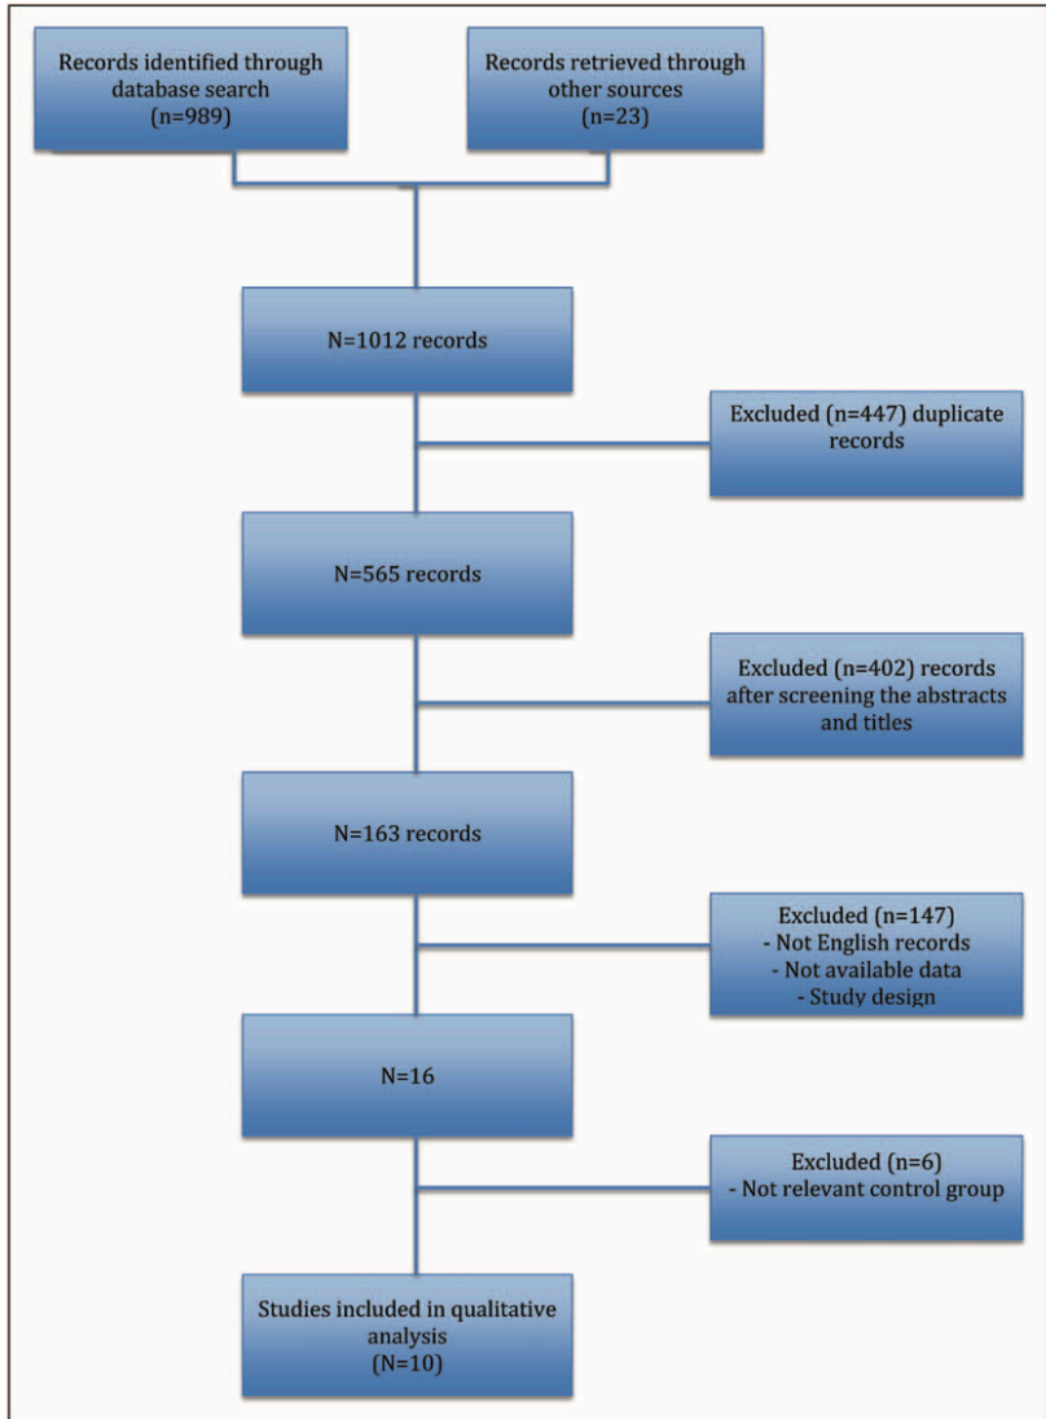 Records identified through
database search
(n=989)
Records retrieved through
other sources
(n=23)
N=1012 records
Excluded (n=447) duplicate
records
N=565 records
Excluded (n=402) records
after screening the abstracts
and titles
N=163 records
Excluded (n=147)
- Not English records
- Not available data
- Study design
N=16
Excluded (n=6)
- Not relevant control group
Studies included in qualitative
analysis
(N=10)